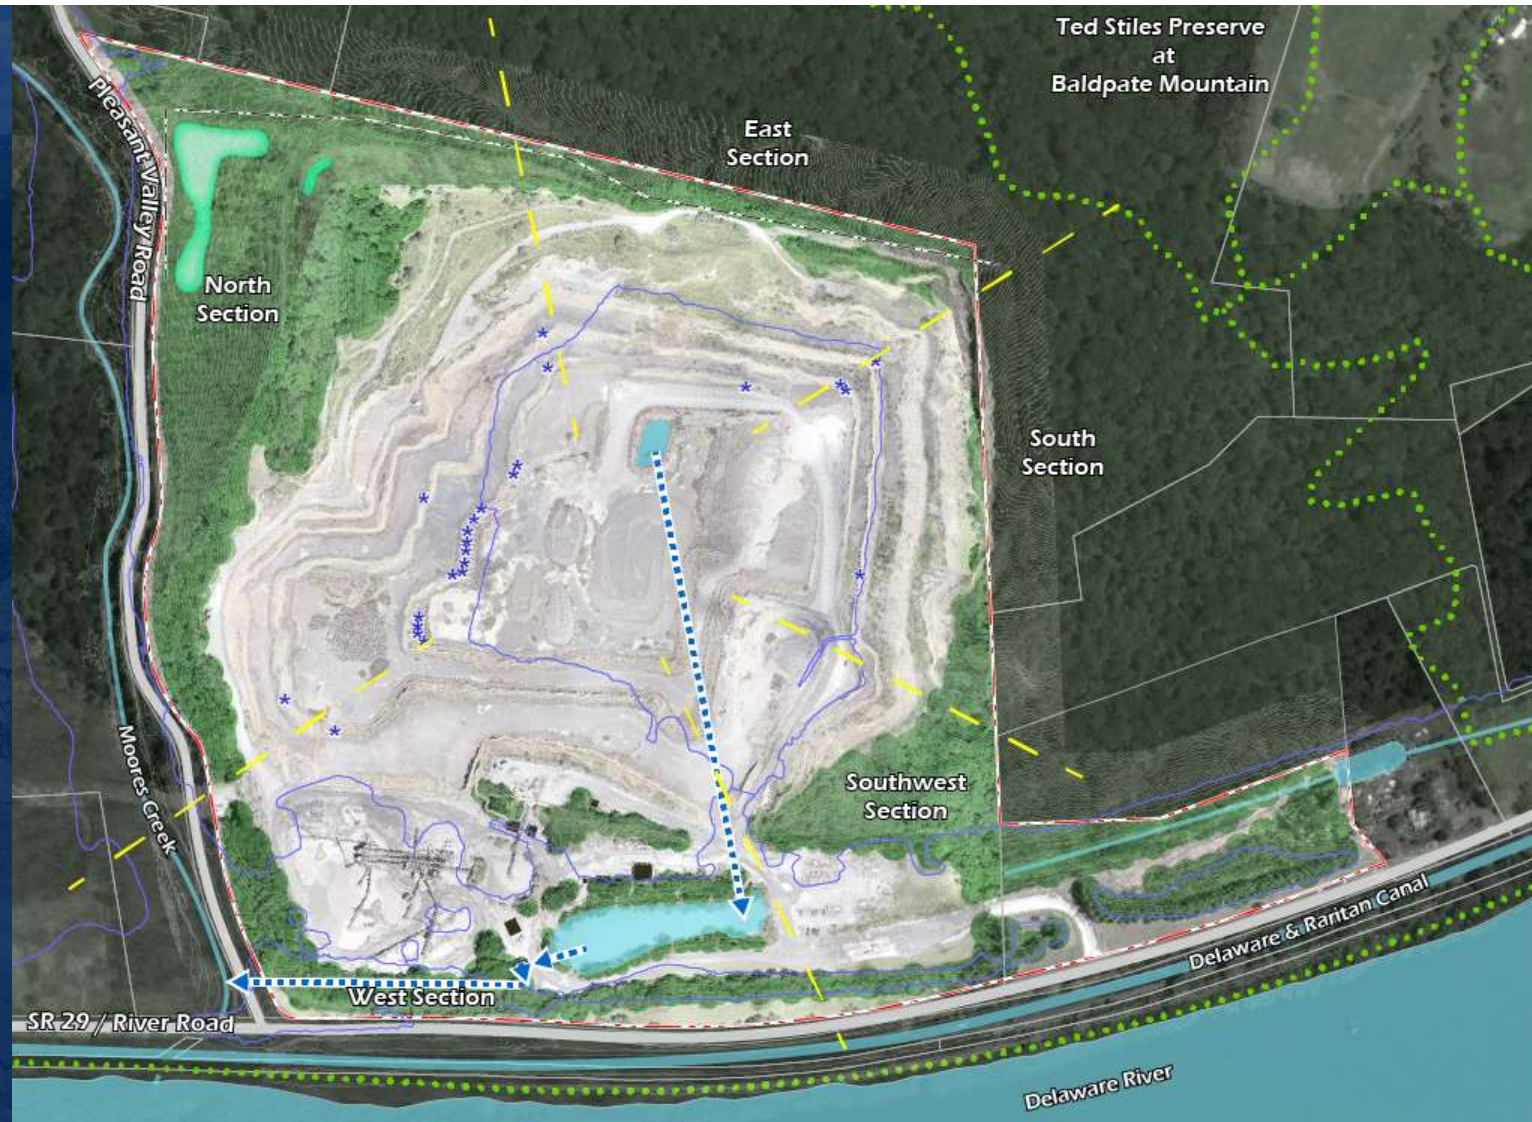 Ted Stiles Preserve
at
Baldpate Mountain
East
Section
Pleasant Valley Road
North
Section
South
Section
Moores Creek
Southwest
Section
Delaware & Raritan Canal
West Section
SR 29 / River Road
Delaware River